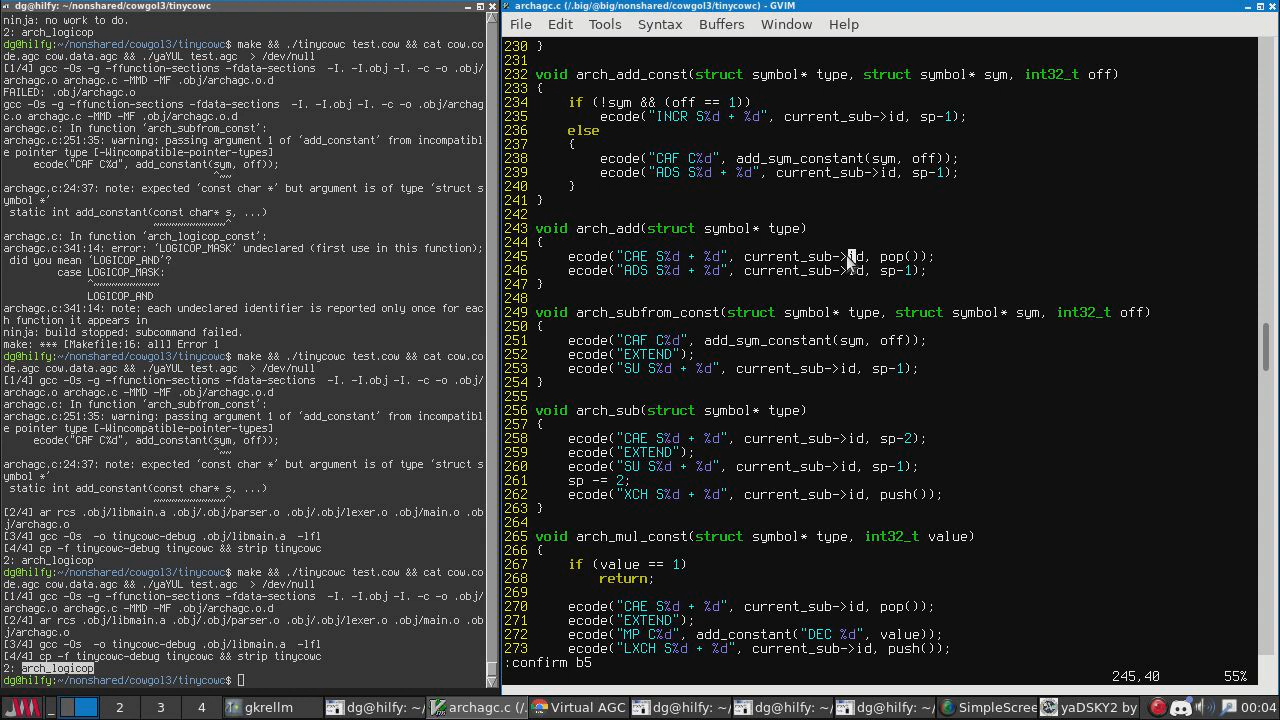 dg@hilfy:~/nonshared/cowgol3/tinycowc
ninja: no work to do.
2: arch_logicop
dg@hilfy:~/nonshared/cowgol3/tinycowc$ make && ./tinycowc test.cow && cat cow.co
de.agc cow.data.agc && ./yaYUL test.agc  > /dev/null
[1/4] gcc -Os -g -ffunction-sections -fdata-sections  -I. -I.obj -I. -c -o .obj/
archagc.o archagc.c -MMD -MF .obj/archagc.o.d
FAILED: .obj/archagc.o
gcc -Os -g -ffunction-sections -fdata-sections  -I. -I.obj -I. -c -o .obj/archag
c.o archagc.c -MMD -MF .obj/archagc.o.d
archagc.c: In function ‘arch_subfrom_const’:
archagc.c:251:35: warning: passing argument 1 of ‘add_constant’ from incompatibl
e pointer type [-Wincompatible-pointer-types]
     ecode("CAF C%d", add_constant(sym, off));
                                   ^~~
archagc.c:24:37: note: expected ‘const char *’ but argument is of type ‘struct s
ymbol *’
 static int add_constant(const char* s, ...)
                         ~~~~~~~~~~~~^
archagc.c: In function ‘arch_logicop_const’:
archagc.c:341:14: error: ‘LOGICOP_MASK’ undeclared (first use in this function);
 did you mean ‘LOGICOP_AND’?
         case LOGICOP_MASK:
              ^~~~~~~~~~~~
              LOGICOP_AND
archagc.c:341:14: note: each undeclared identifier is reported only once for eac
h function it appears in
ninja: build stopped: subcommand failed.
make: *** [Makefile:16: all] Error 1
dg@hilfy:~/nonshared/cowgol3/tinycowc$ make && ./tinycowc test.cow && cat cow.co
de.agc cow.data.agc && ./yaYUL test.agc  > /dev/null
[1/4] gcc -Os -g -ffunction-sections -fdata-sections  -I. -I.obj -I. -c -o .obj/
archagc.o archagc.c -MMD -MF .obj/archagc.o.d
archagc.c: In function ‘arch_subfrom_const’:
archagc.c:251:35: warning: passing argument 1 of ‘add_constant’ from incompatibl
e pointer type [-Wincompatible-pointer-types]
     ecode("CAF C%d", add_constant(sym, off));
                                   ^~~
archagc.c:24:37: note: expected ‘const char *’ but argument is of type ‘struct s
ymbol *’
 static int add_constant(const char* s, ...)
                         ~~~~~~~~~~~~^
[2/4] ar rcs .obj/libmain.a .obj/.obj/parser.o .obj/.obj/lexer.o .obj/main.o .ob
j/archagc.o
[3/4] gcc -Os  -o tinycowc-debug .obj/libmain.a  -lfl
[4/4] cp -f tinycowc-debug tinycowc && strip tinycowc
2: arch_logicop
dg@hilfy:~/nonshared/cowgol3/tinycowc$ make && ./tinycowc test.cow && cat cow.co
de.agc cow.data.agc && ./yaYUL test.agc  > /dev/null
[1/4] gcc -Os -g -ffunction-sections -fdata-sections  -I. -I.obj -I. -c -o .obj/
archagc.o archagc.c -MMD -MF .obj/archagc.o.d
[2/4] ar rcs .obj/libmain.a .obj/.obj/parser.o .obj/.obj/lexer.o .obj/main.o .ob
j/archagc.o
[3/4] gcc -Os  -o tinycowc-debug .obj/libmain.a  -lfl
[4/4] cp -f tinycowc-debug tinycowc && strip tinycowc
2: arch_logicop
dg@hilfy:~/nonshared/cowgol3/tinycowc$
archagc.c (/.big/@big/nonshared/cowgol3/tinycowc) - GVIM
File Edit Tools Syntax Buffers Window Help
230 }
231
232 void arch_add_const(struct symbol* type, struct symbol* sym, int32_t off)
233 {
234     if (!sym && (off == 1))
235         ecode("INCR S%d + %d", current_sub->id, sp-1);
236     else
237     {
238         ecode("CAF C%d", add_sym_constant(sym, off));
239         ecode("ADS S%d + %d", current_sub->id, sp-1);
240     }
241 }
242
243 void arch_add(struct symbol* type)
244 {
245     ecode("CAE S%d + %d", current_sub->id, pop());
246     ecode("ADS S%d + %d", current_sub->id, sp-1);
247 }
248
249 void arch_subfrom_const(struct symbol* type, struct symbol* sym, int32_t off)
250 {
251     ecode("CAF C%d", add_sym_constant(sym, off));
252     ecode("EXTEND");
253     ecode("SU S%d + %d", current_sub->id, sp-1);
254 }
255
256 void arch_sub(struct symbol* type)
257 {
258     ecode("CAE S%d + %d", current_sub->id, sp-2);
259     ecode("EXTEND");
260     ecode("SU S%d + %d", current_sub->id, sp-1);
261     sp -= 2;
262     ecode("XCH S%d + %d", current_sub->id, push());
263 }
264
265 void arch_mul_const(struct symbol* type, int32_t value)
266 {
267     if (value == 1)
268         return;
269
270     ecode("CAE S%d + %d", current_sub->id, pop());
271     ecode("EXTEND");
272     ecode("MP C%d", add_constant("DEC %d", value));
273     ecode("LXCH S%d + %d", current_sub->id, push());
:confirm b5
245,40 55%
2 3 4 gkrellm dg@hilfy: ~/ archagc.c (/. Virtual AGC dg@hilfy: ~/ dg@hilfy: ~/ dg@hilfy: ~/ SimpleScree yaDSKY2 by 00:04